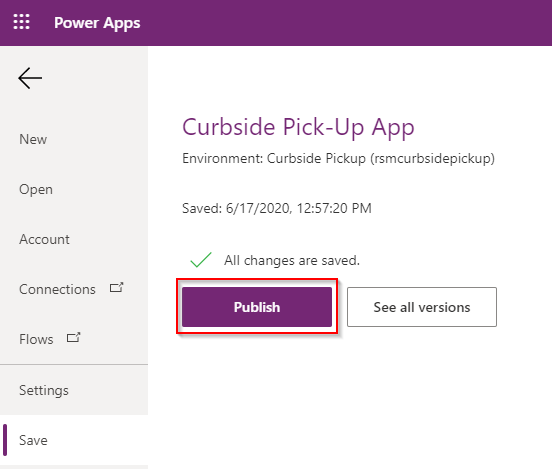 Power Apps
New
Open
Account
Connections
Flows
Settings
Save
Curbside Pick-Up App
Environment: Curbside Pickup (rsmcurbsidepickup)
Saved: 6/17/2020, 12:57:20 PM
All changes are saved.
Publish
See all versions